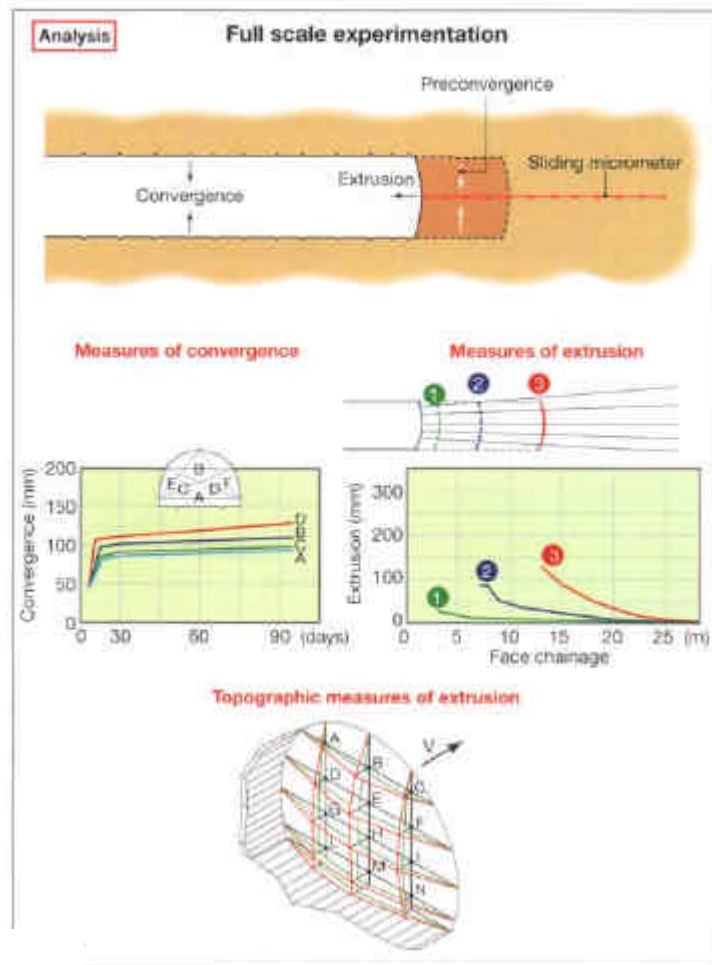 Analysis
Full scale experimentation
Preconvergence
Sliding micrometer
Extrusion
Convergence
Measures of convergence
Measures of extrusion
1 2 3
B
E C D F
A
Convergence (mm)
200
150
100
50
0
30 60 90 (days)
Extrusion (mm)
300
200
100
0
1
2
3
0 5 10 15 20 25 (m)
Face chainage
Topographic measures of extrusion
V
A
B
D
E
F
H
I
M
N